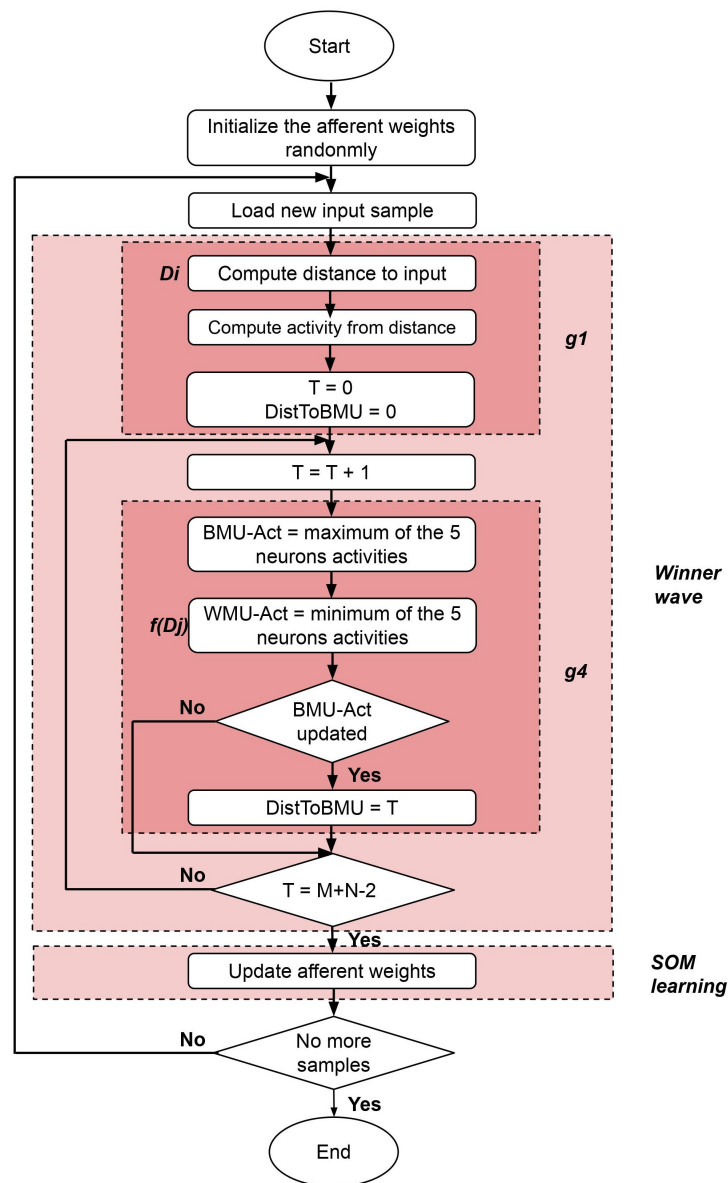 Start
Initialize the afferent weights
randonmly
Load new input sample
Di
Compute distance to input
Compute activity from distance
g1
T = 0
DistToBMU = 0
T = T + 1
BMU-Act = maximum of the 5
neurons activities
Winner
wave
f(Dj)
WMU-Act = minimum of the 5
neurons activities
g4
No
BMU-Act
updated
Yes
DistToBMU = T
No
T = M+N-2
Yes
Update afferent weights
SOM
learning
No
No more
samples
Yes
End